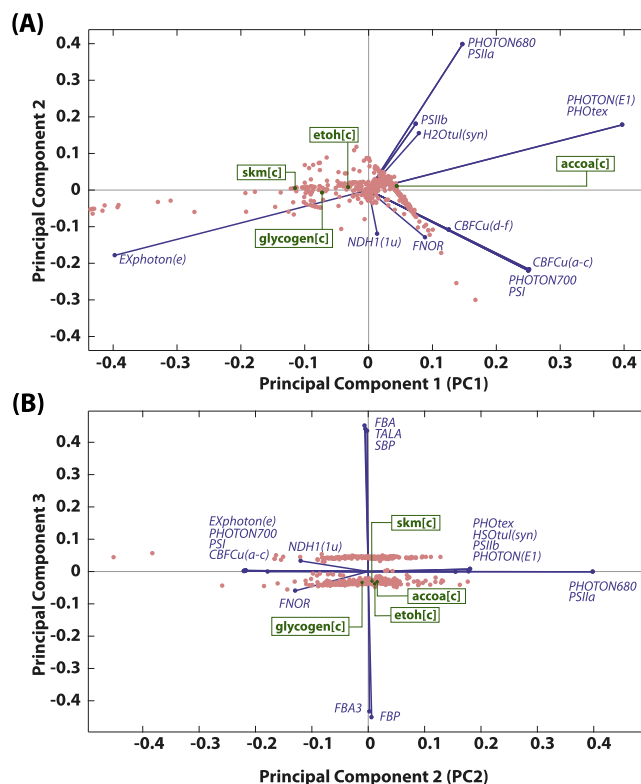 (A)
0.4
0.3
0.2
0.1
0
-0.1
-0.2
-0.3
-0.4
Principal Component 2
PHOTON680
PSIIa
PHOTON(E1)
PHOtex
PSIIb
H2Otul(syn)
etoh[c]
skm[c]
accoa[c]
glycogen[c]
EXphoton(e)
NDH1(1u)
FNOR
CBFCu(d-f)
CBFCu(a-c)
PHOTON700
PSI
-0.4
-0.3
-0.2
-0.1
0
0.1
0.2
0.3
0.4
Principal Component 1 (PC1)
(B)
0.4
0.3
0.2
0.1
0
-0.1
-0.2
-0.3
-0.4
Principal Component 3
FBA
TALA
SBP
skm[c]
EXphoton(e)
PHOTON700
PSI
CBFCu(a-c)
NDH1(1u)
PHOtex
HSOtul(syn)
PSIIb
PHOTON(E1)
PHOTON680
PSIIa
FNOR
accoa[c]
etoh[c]
glycogen[c]
FBA3
FBP
-0.4
-0.3
-0.2
-0.1
0
0.1
0.2
0.3
0.4
Principal Component 2 (PC2)